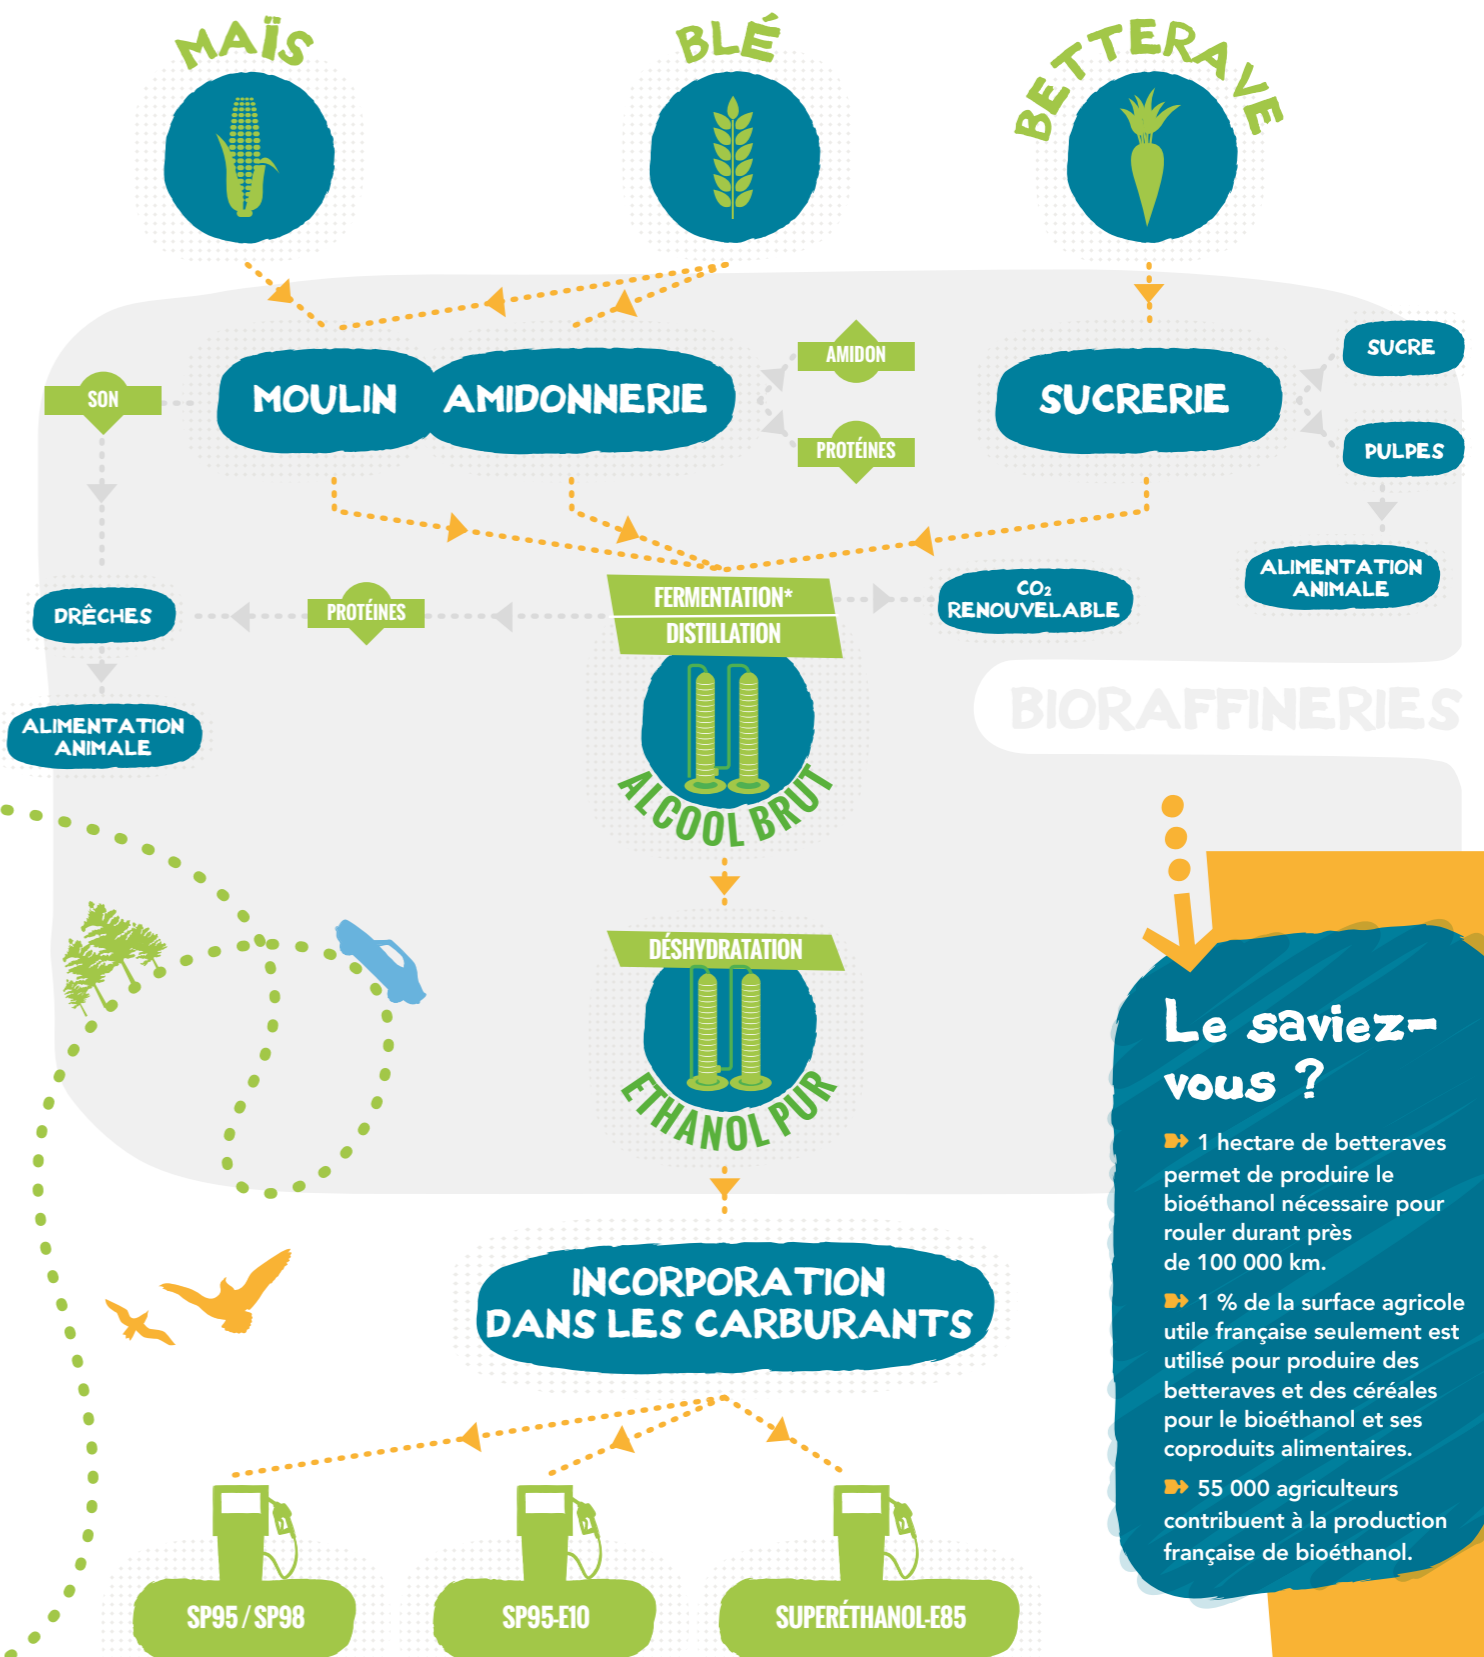 MAÏS
BLÉ
BETTERAVE
SON
MOULIN
AMIDONNERIE
AMIDON
PROTÉINES
SUCRERIE
SUCRE
PULPES
ALIMENTATION
ANIMALE
DRÊCHES
PROTÉINES
FERMENTATION*
DISTILLATION
CO₂
RENOUVELABLE
ALIMENTATION
ANIMALE
BIORAFFINERIES
ALCOOL BRUT
DÉSHYDRATATION
ETHANOL PUR
INCORPORATION
DANS LES CARBURANTS
SP95 / SP98
SP95-E10
SUPERÉTHANOL-E85
Le saviez-
vous ?
1 hectare de betteraves
permet de produire le
bioéthanol nécessaire pour
rouler durant près
de 100 000 km.
1 % de la surface agricole
utile française seulement est
utilisé pour produire des
betteraves et des céréales
pour le bioéthanol et ses
coproduits alimentaires.
55 000 agriculteurs
contribuent à la production
française de bioéthanol.